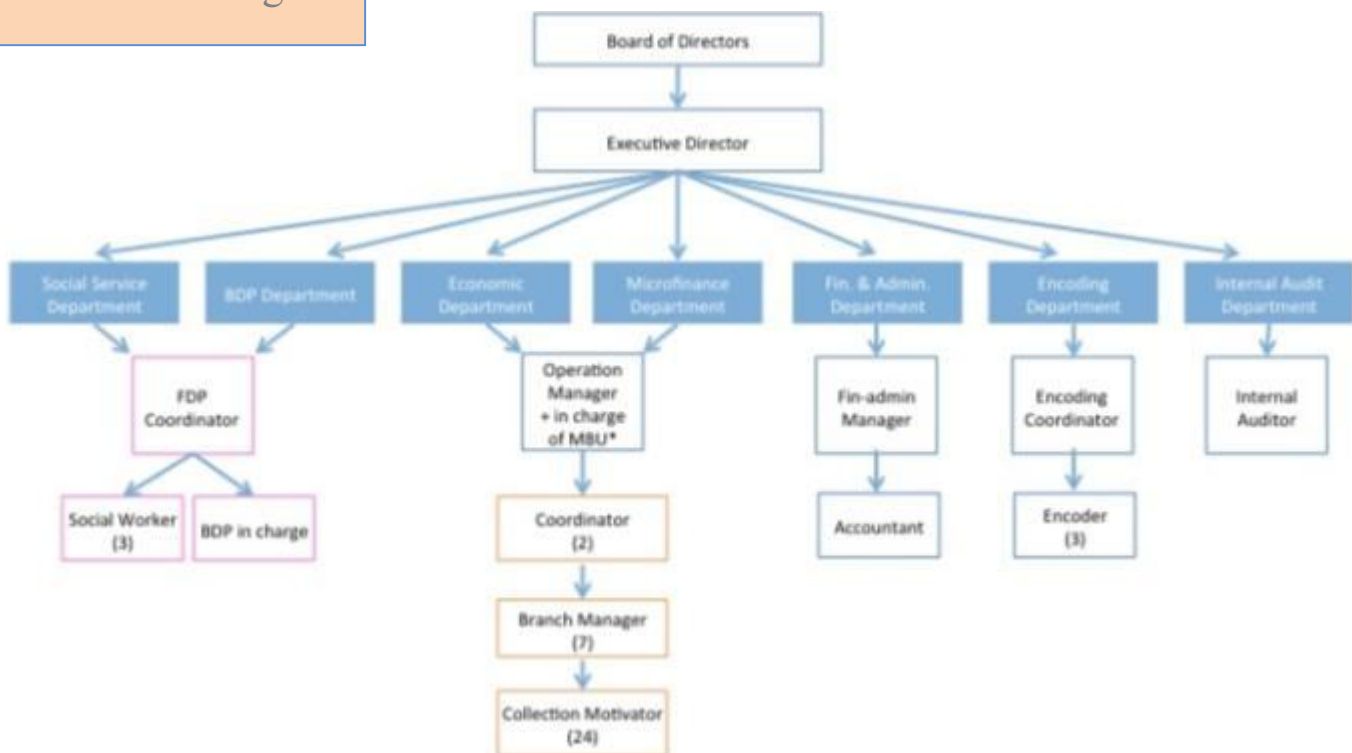 Board of Directors
Executive Director
Social Service
Department
BDP Department
Economic
Department
Microfinance
Department
Fin. & Admin.
Department
Encoding
Department
Internal Audit
Department
FDP
Coordinator
Operation
Manager
+ in charge
of MBU*
Fin-admin
Manager
Encoding
Coordinator
Internal
Auditor
Social Worker
(3)
BDP in charge
Coordinator
(2)
Accountant
Encoder
(3)
Branch Manager
(7)
Collection Motivator
(24)